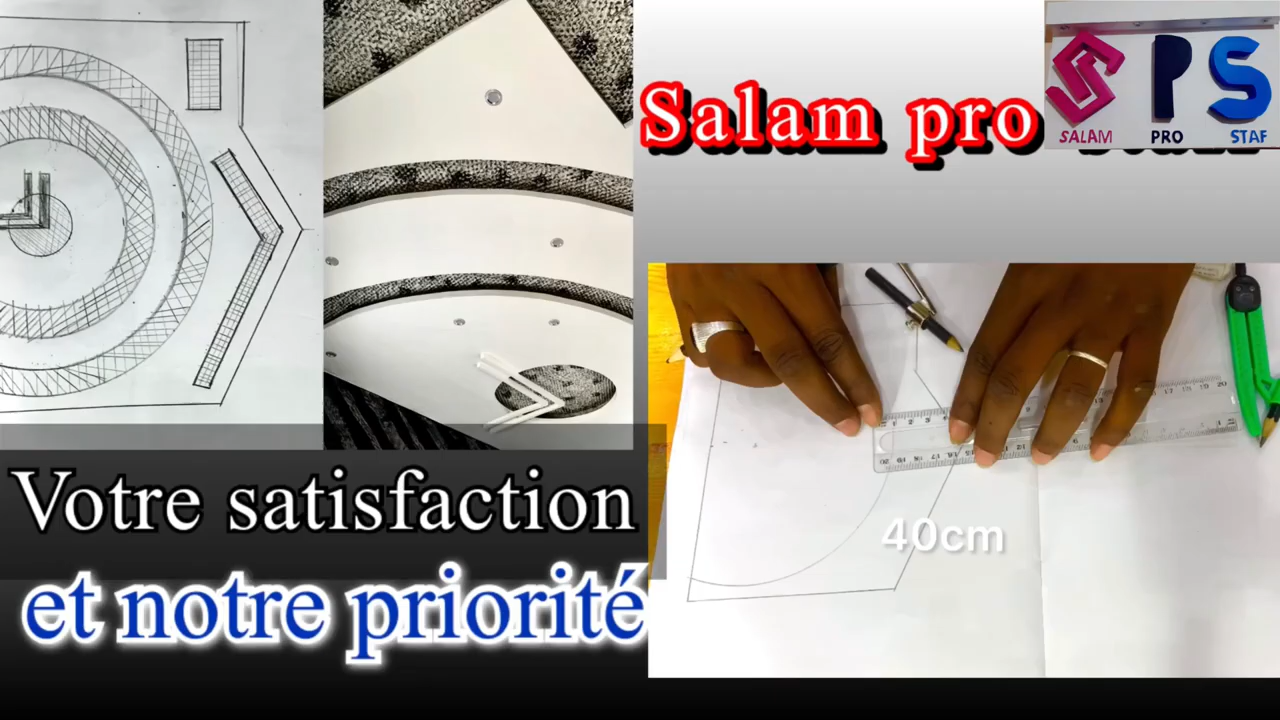 Salam pro
SALAM PRO STAF
Votre satisfaction
et notre priorité
40cm